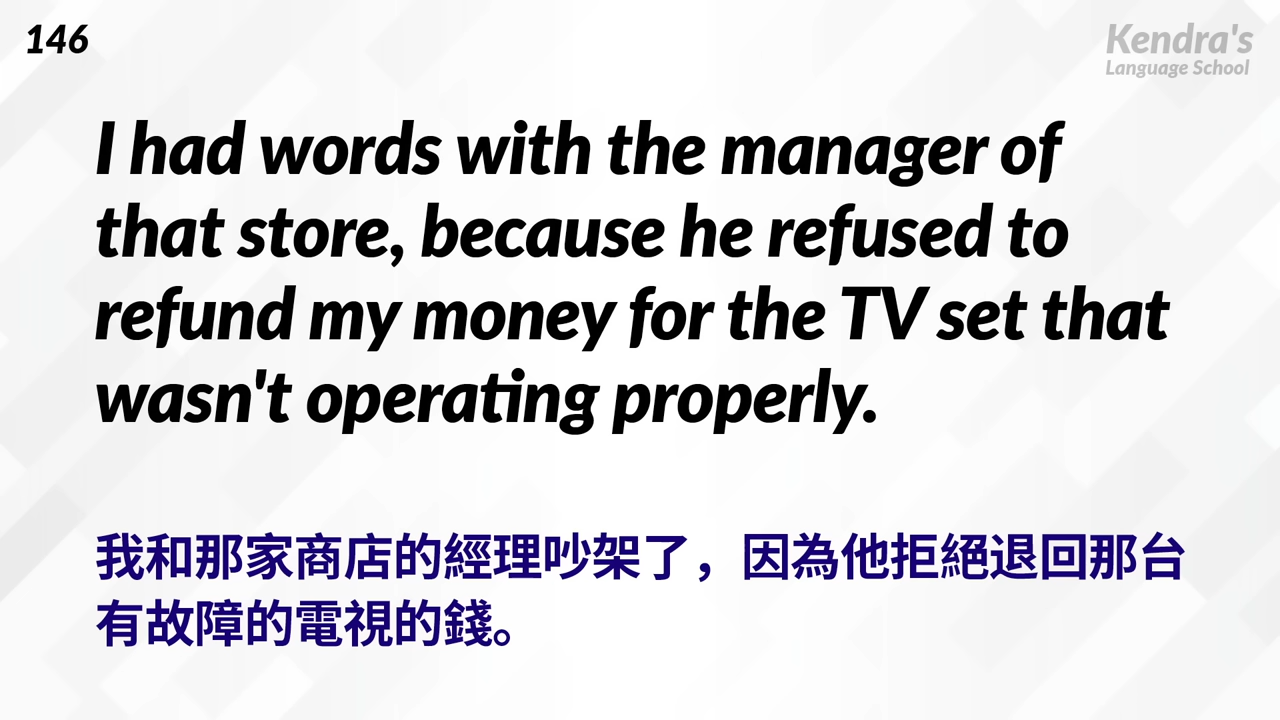 146
Kendra's
Language School
I had words with the manager of
that store, because he refused to
refund my money for the TV set that
wasn't operating properly.
我和那家商店的經理吵架了，因為他拒絕退回那台
有故障的電視的錢。